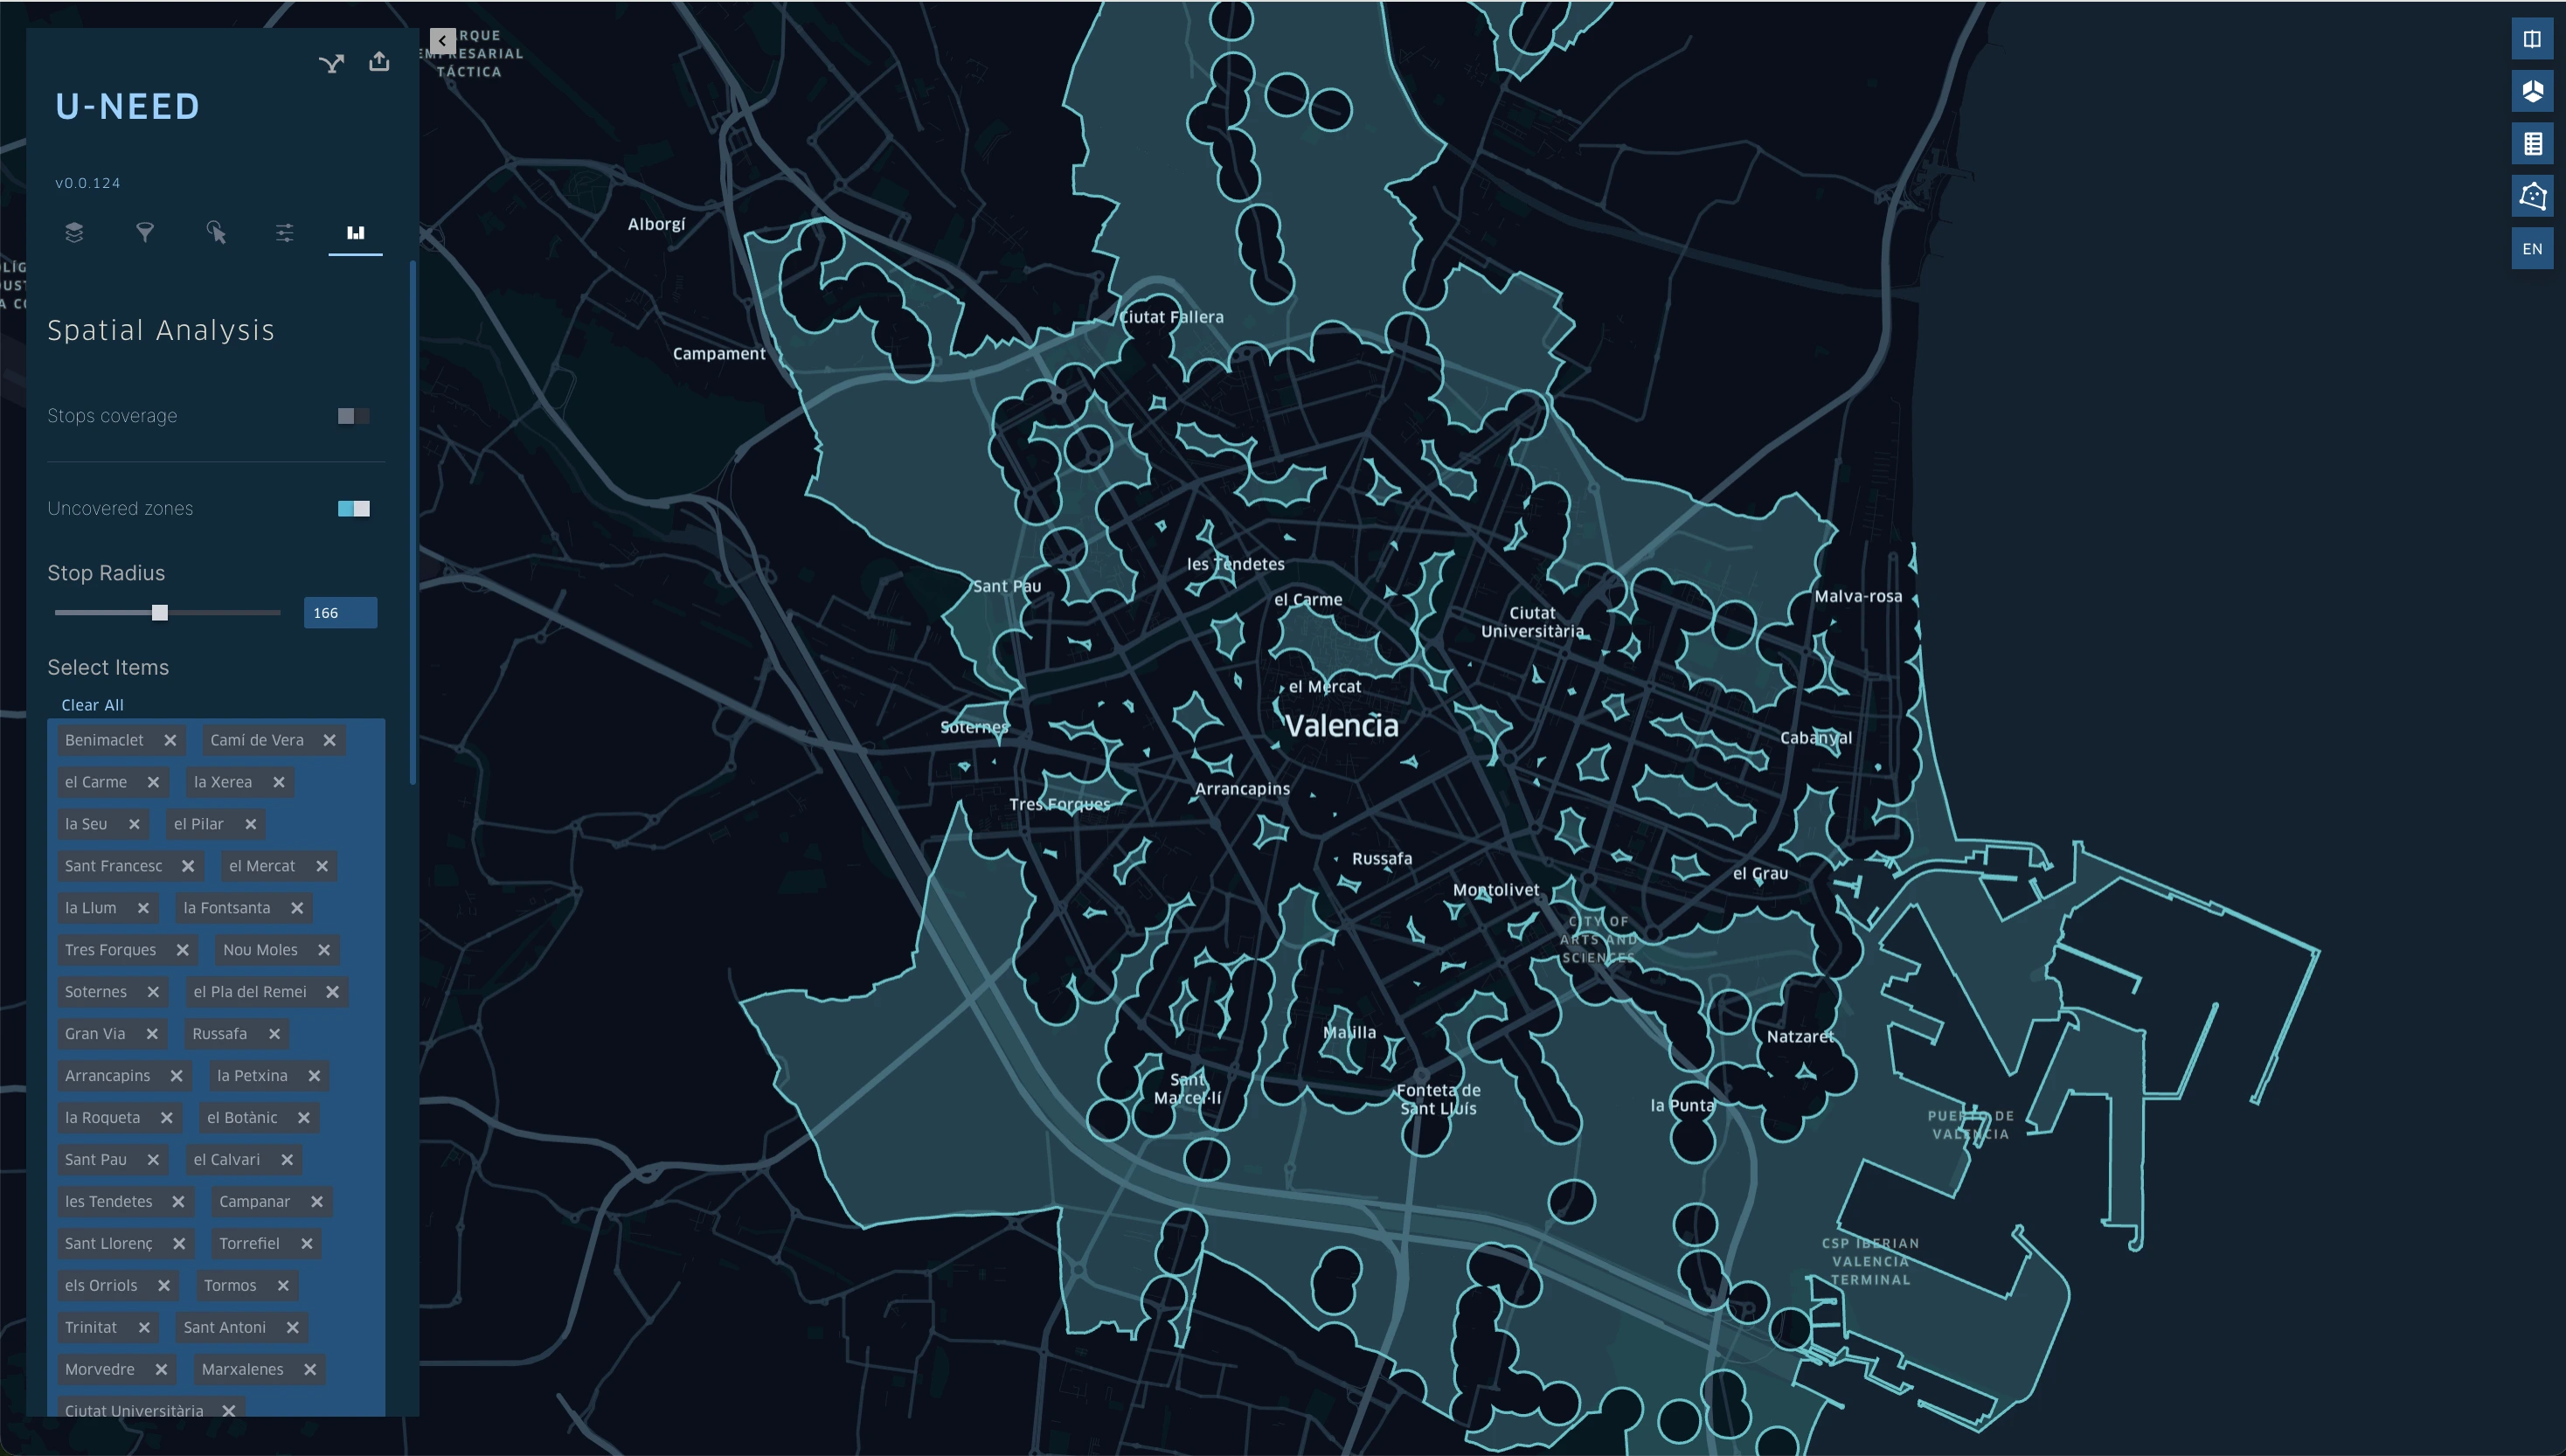 U-NEED
v0.0.124
Spatial Analysis
Stops coverage
Uncovered zones
Stop Radius
166
Select Items
Clear All
Benimaclet
Camí de Vera
el Carme
la Xerea
la Seu
el Pilar
Sant Francesc
el Mercat
la Llum
la Fontsanta
Tres Forques
Nou Moles
Soternes
el Pla del Remei
Gran Via
Russafa
Arrancapins
la Petxina
la Roqueta
el Botànic
Sant Pau
el Calvari
les Tendetes
Campanar
Sant Llorenç
Torrefiel
els Orriols
Tormos
Trinitat
Sant Antoni
Morvedre
Marxalenes
Ciutat Universitària
TÁCTICA
Alborgí
Campament
Ciutat Fallera
les Tendetes
Sant Pau
el Carme
Ciutat
Universitària
Malva-rosa
el Mercat
Valencia
Soternes
Cabanyal
Arrancapins
Tres Forques
Russafa
el Grau
Montolivet
CITY OF
ARTS AND
SCIENCES
Malilla
Natzaret
Sant
Marcel·lí
Fonteta de
Sant Lluís
la Punta
PUERTO DE
VALENCIA
CSP IBERIAN
VALENCIA
TERMINAL
EN